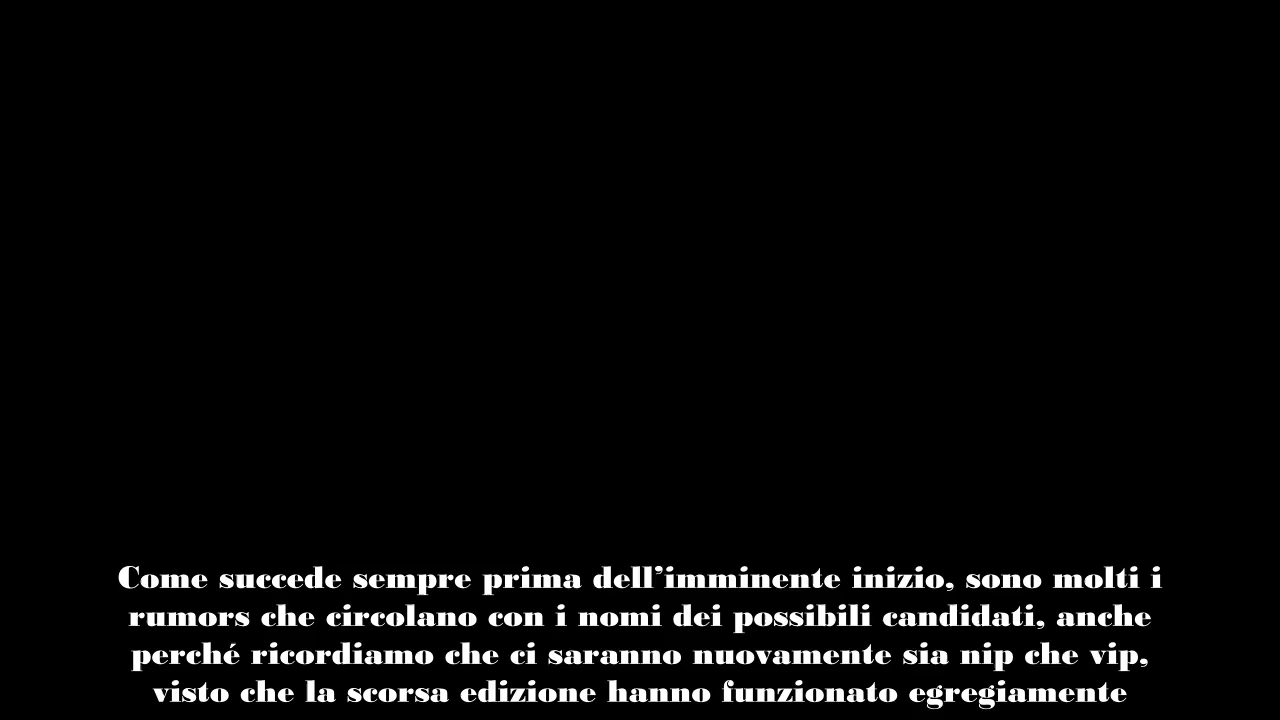 Come succede sempre prima dell’imminente inizio, sono molti i
rumors che circolano con i nomi dei possibili candidati, anche
perché ricordiamo che ci saranno nuovamente sia nip che vip,
visto che la scorsa edizione hanno funzionato egregiamente